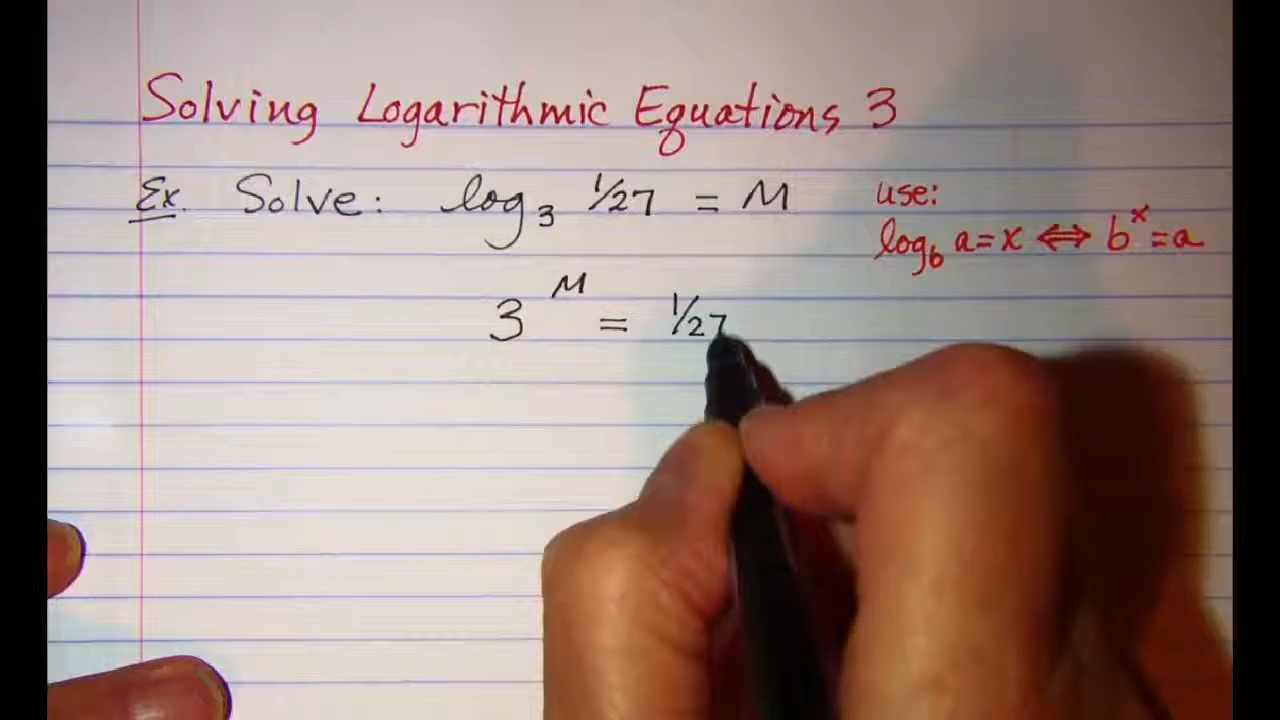 Solving Logarithmic Equations 3
Ex. Solve: log₃ 1/27 = M
use:
log_b a = x ⇔ b^x = a
3^M = 1/27